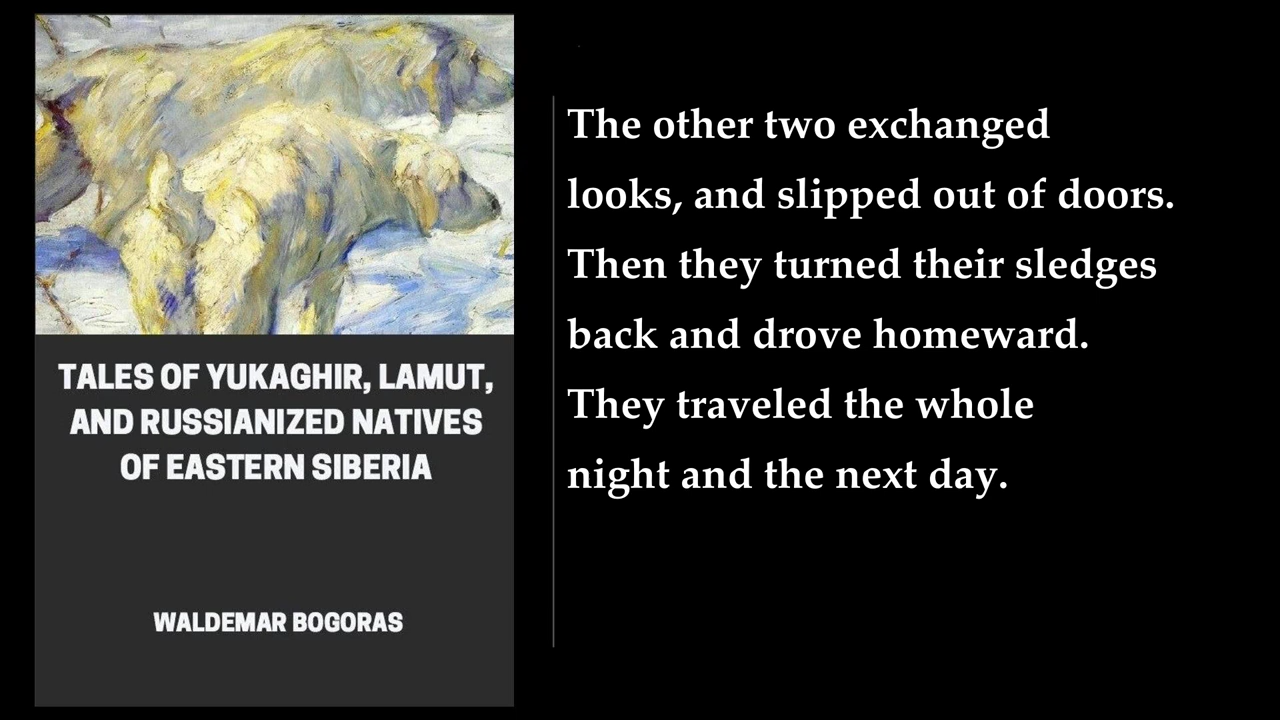 TALES OF YUKAGHIR, LAMUT,
AND RUSSIANIZED NATIVES
OF EASTERN SIBERIA
WALDEMAR BOGORAS
The other two exchanged
looks, and slipped out of doors.
Then they turned their sledges
back and drove homeward.
They traveled the whole
night and the next day.